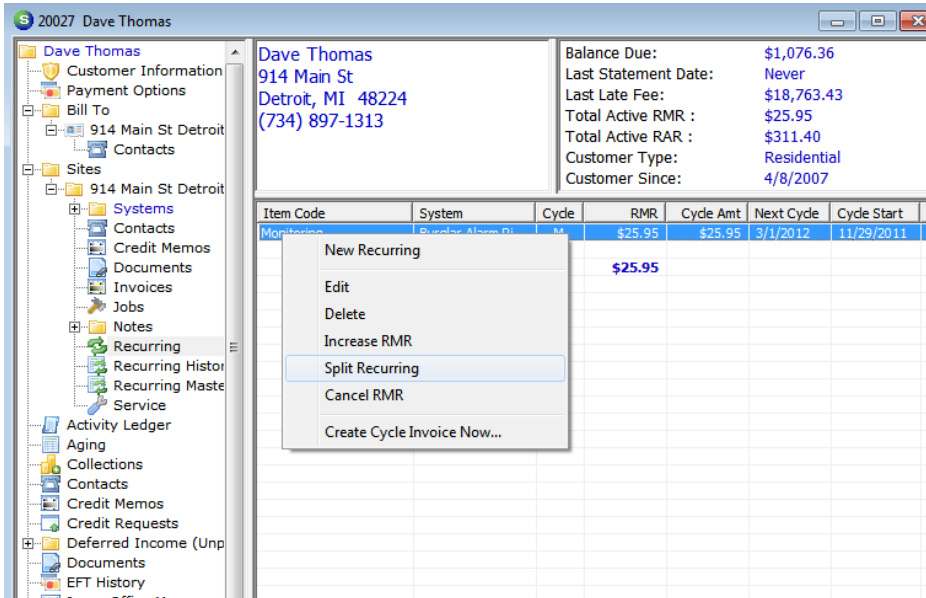 20027 Dave Thomas
Dave Thomas
Customer Information
Payment Options
Bill To
914 Main St Detroit
Contacts
Sites
914 Main St Detroit
Systems
Contacts
Credit Memos
Documents
Invoices
Jobs
Notes
Recurring
Recurring Histor
Recurring Maste
Service
Activity Ledger
Aging
Collections
Contacts
Credit Memos
Credit Requests
Deferred Income (Unp
Documents
EFT History
Dave Thomas
914 Main St
Detroit, MI 48224
(734) 897-1313
Balance Due: $1,076.36
Last Statement Date: Never
Last Late Fee: $18,763.43
Total Active RMR : $25.95
Total Active RAR : $311.40
Customer Type: Residential
Customer Since: 4/8/2007
Item Code System Cycle RMR Cycle Amt Next Cycle Cycle Start
Monitoring Burglar Alarm Ri M $25.95 $25.95 3/1/2012 11/29/2011
$25.95
New Recurring
Edit
Delete
Increase RMR
Split Recurring
Cancel RMR
Create Cycle Invoice Now...